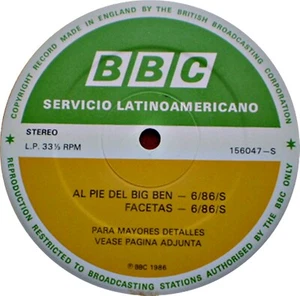 COPYRIGHT RECORD MADE IN ENGLAND BY THE BRITISH BROADCASTING CORPORATION
BBC
SERVICIO LATINOAMERICANO
STEREO
L.P. 33⅓ RPM
156047–S
AL PIE DEL BIG BEN – 6/86/S
FACETAS – 6/86/S
PARA MAYORES DETALLES
VEASE PAGINA ADJUNTA
℗ BBC 1986
REPRODUCTION RESTRICTED TO BROADCASTING STATIONS AUTHORISED BY THE BBC ONLY